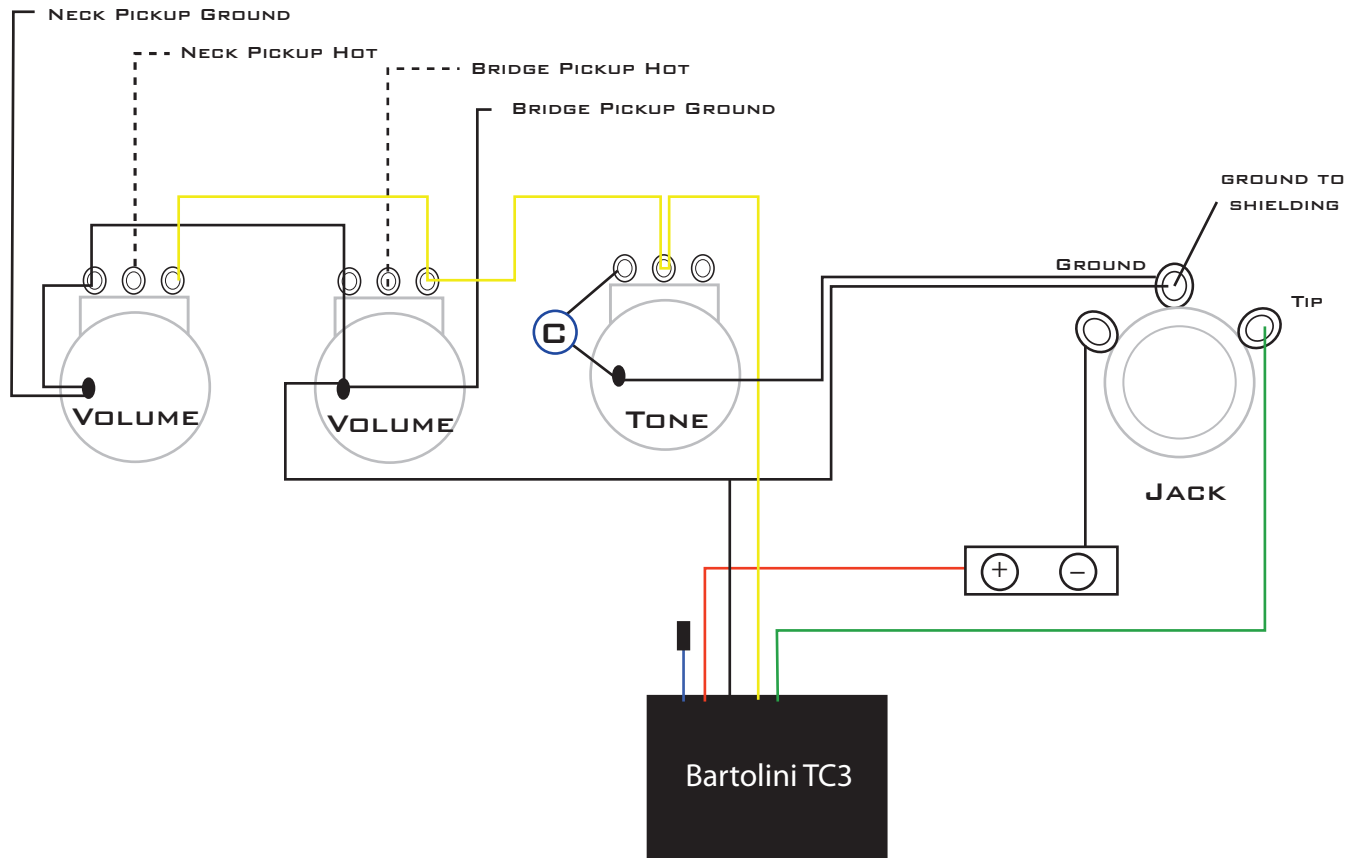 Neck Pickup Ground
Neck Pickup Hot
Bridge Pickup Hot
Bridge Pickup Ground
ground to
shielding
Ground
Tip
C
Volume
Volume
Tone
Jack
+ −
Bartolini TC3